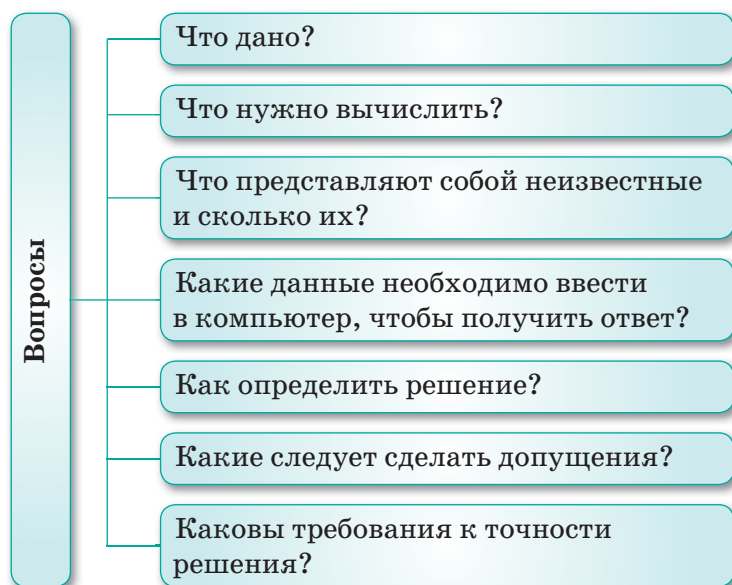 Вопросы
Что дано?
Что нужно вычислить?
Что представляют собой неизвестные
и сколько их?
Какие данные необходимо ввести
в компьютер, чтобы получить ответ?
Как определить решение?
Какие следует сделать допущения?
Каковы требования к точности
решения?